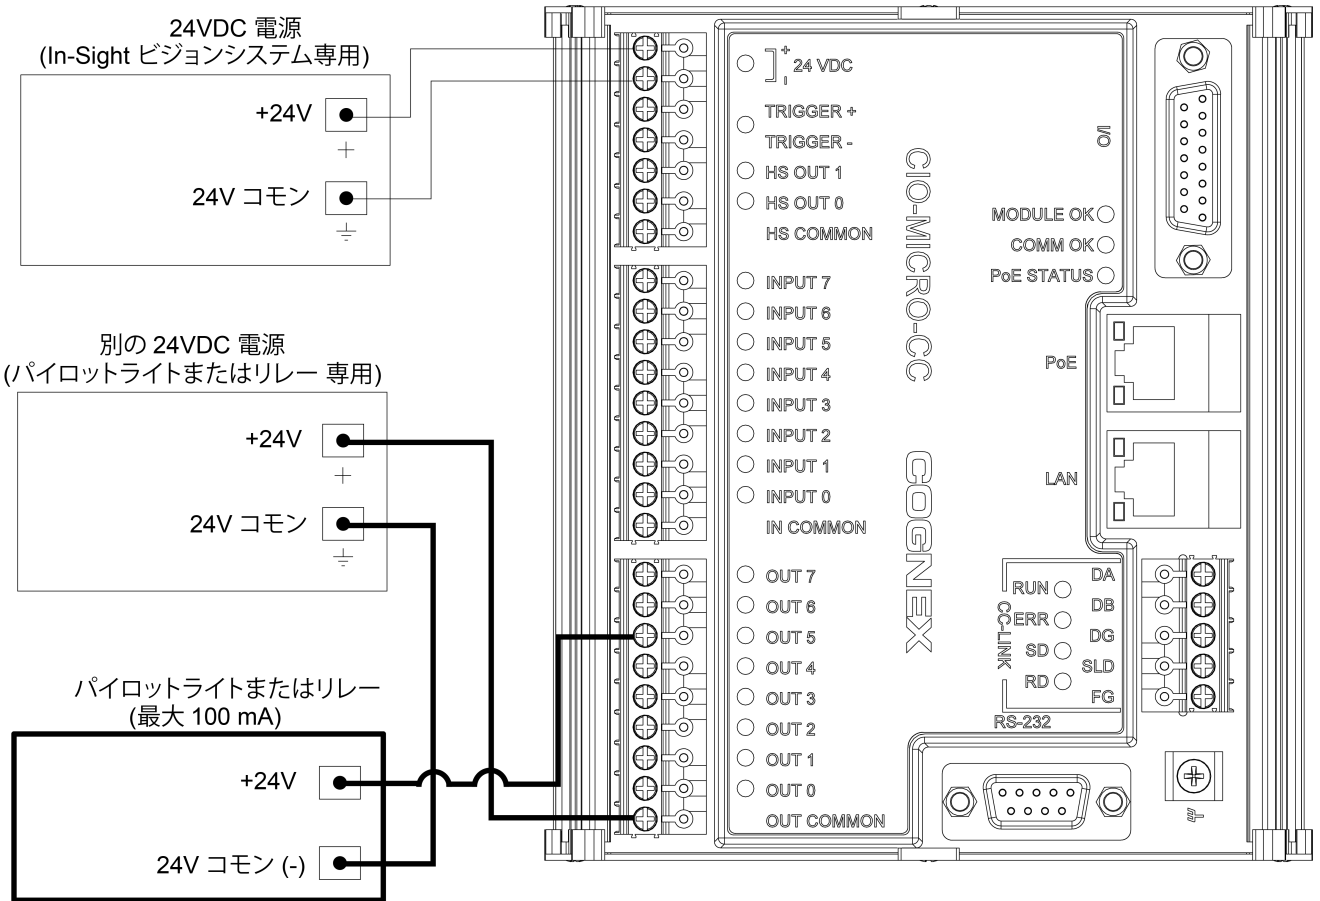 24VDC 電源
(In-Sight ビジョンシステム専用)
+24V
+
24V コモン
別の 24VDC 電源
(パイロットライトまたはリレー 専用)
+24V
+
24V コモン
パイロットライトまたはリレー
(最大 100 mA)
+24V
24V コモン (-)
+
-
24 VDC
TRIGGER +
TRIGGER -
HS OUT 1
HS OUT 0
HS COMMON
INPUT 7
INPUT 6
INPUT 5
INPUT 4
INPUT 3
INPUT 2
INPUT 1
INPUT 0
IN COMMON
OUT 7
OUT 6
OUT 5
OUT 4
OUT 3
OUT 2
OUT 1
OUT 0
OUT COMMON
CIO-MICRO-CC
COGNEX
I/O
MODULE OK
COMM OK
PoE STATUS
PoE
LAN
CC-LINK
RUN
ERR
SD
RD
DA
DB
DG
SLD
FG
RS-232